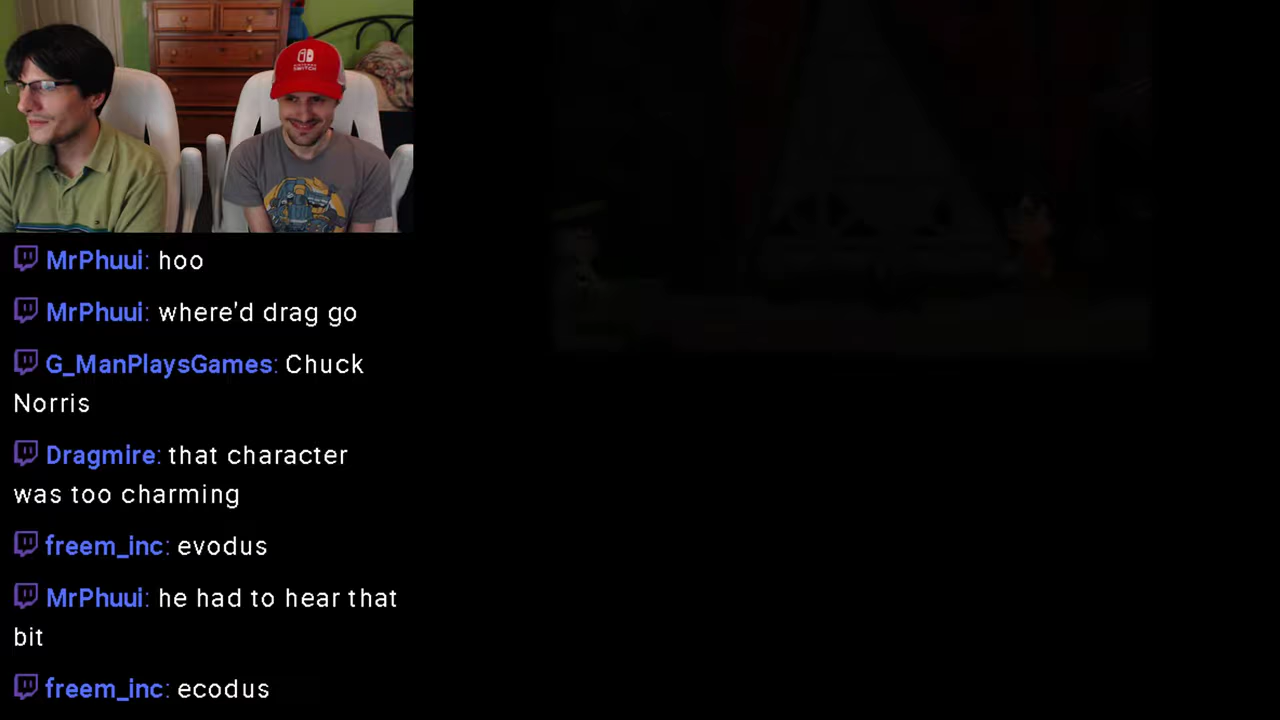 MrPhuui: hoo
MrPhuui: where'd drag go
G_ManPlaysGames: Chuck
Norris
Dragmire: that character
was too charming
freem_inc: evodus
MrPhuui: he had to hear that
bit
freem_inc: ecodus